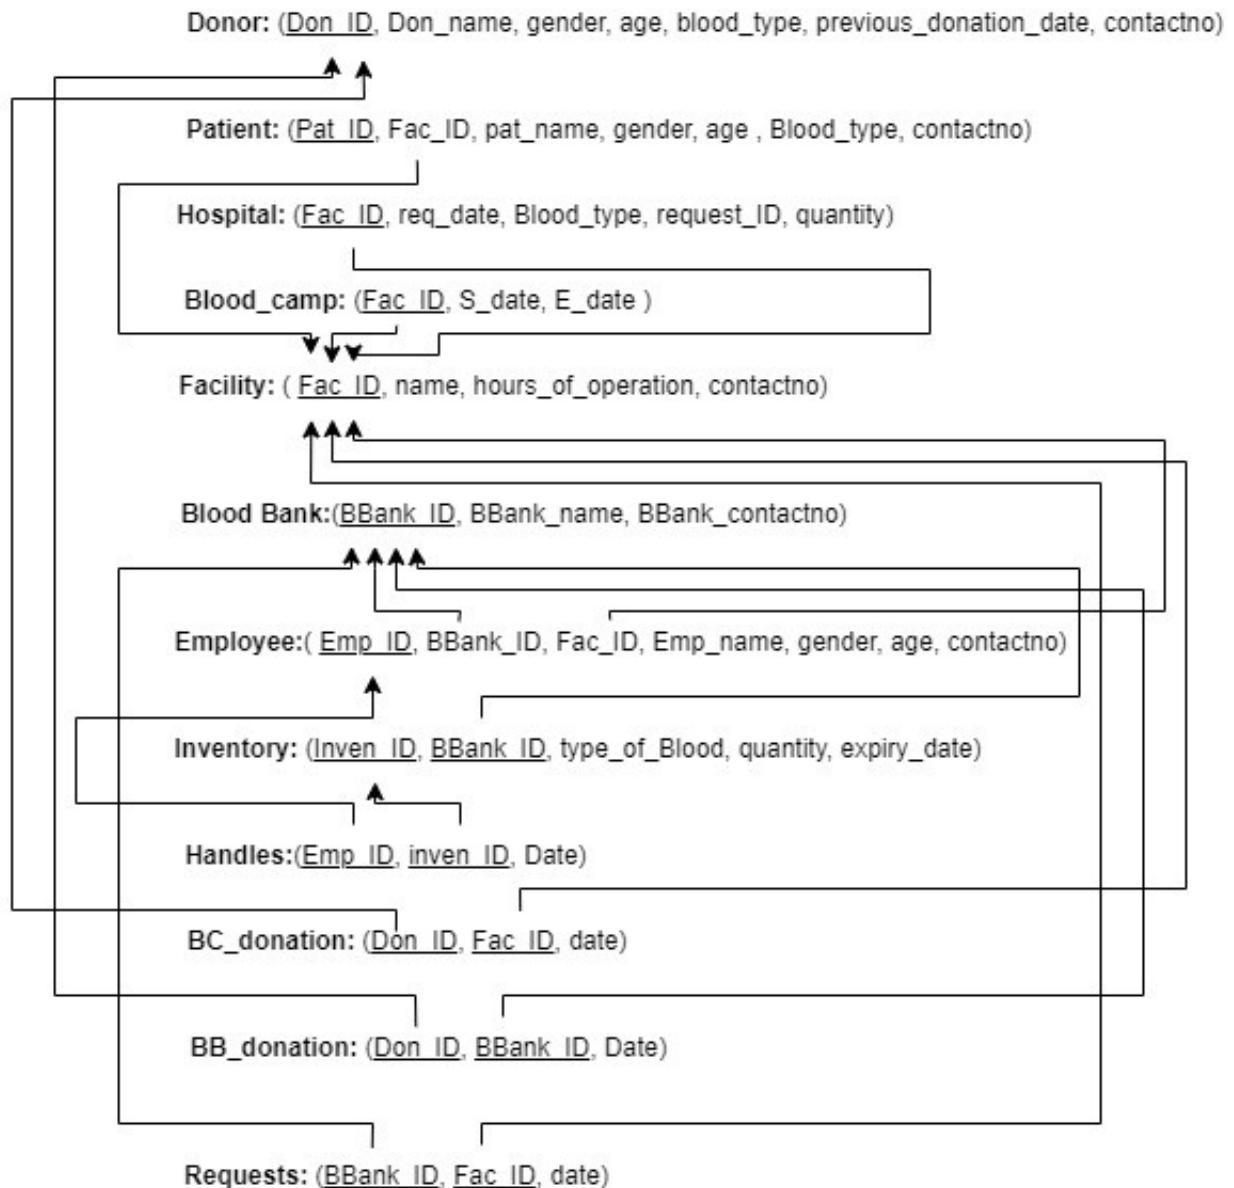 Donor: (Don_ID, Don_name, gender, age, blood_type, previous_donation_date, contactno)
Patient: (Pat_ID, Fac_ID, pat_name, gender, age , Blood_type, contactno)
Hospital: (Fac_ID, req_date, Blood_type, request_ID, quantity)
Blood_camp: (Fac_ID, S_date, E_date )
Facility: ( Fac_ID, name, hours_of_operation, contactno)
Blood Bank:(BBank_ID, BBank_name, BBank_contactno)
Employee:( Emp_ID, BBank_ID, Fac_ID, Emp_name, gender, age, contactno)
Inventory: (Inven_ID, BBank_ID, type_of_Blood, quantity, expiry_date)
Handles:(Emp_ID, inven_ID, Date)
BC_donation: (Don_ID, Fac_ID, date)
BB_donation: (Don_ID, BBank_ID, Date)
Requests: (BBank_ID, Fac_ID, date)